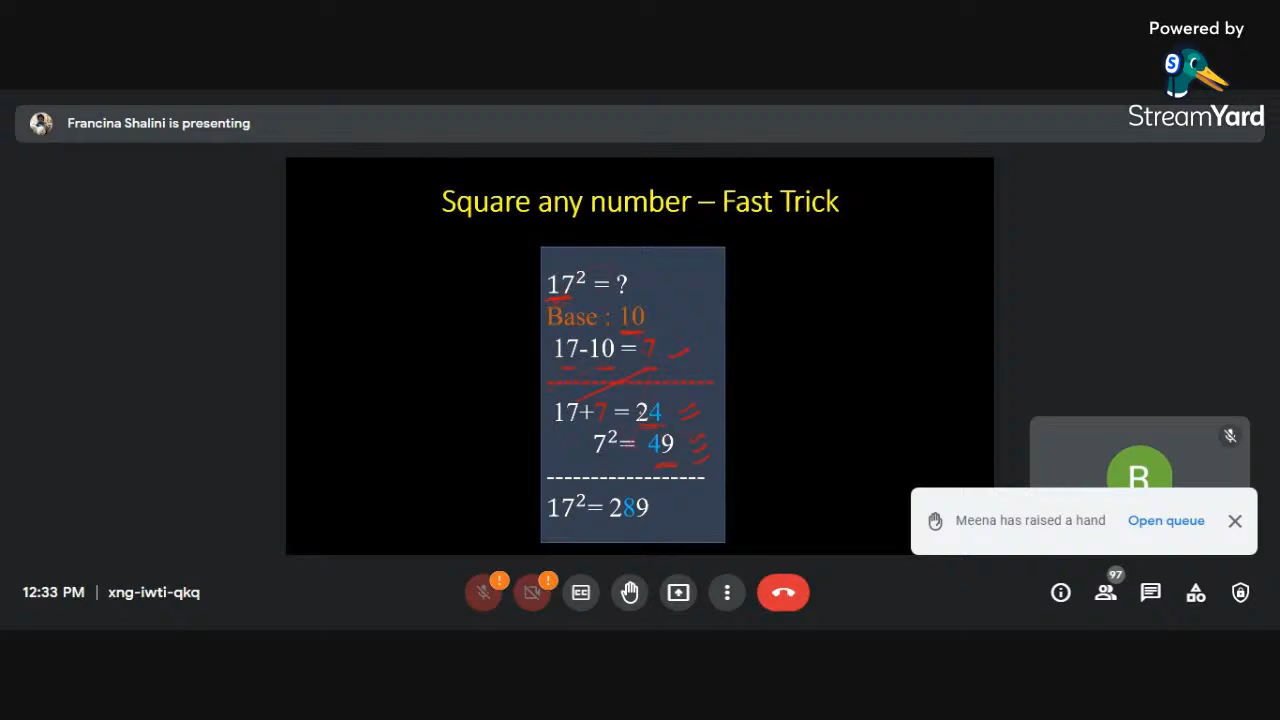 Powered by
StreamYard
Francina Shalini is presenting
Square any number – Fast Trick
17² = ?
Base : 10
17-10 = 7
17+7 = 24
7²= 49
17²= 289
R
Meena has raised a hand Open queue
12:33 PM | xng-iwti-qkq
CC
97